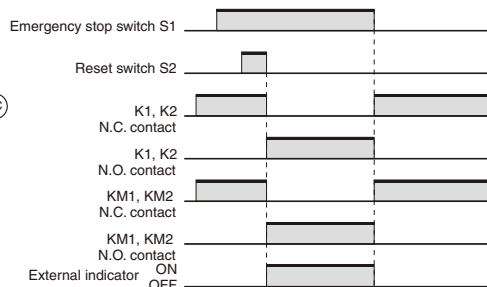 Emergency stop switch S1
Reset switch S2
K1, K2
N.C. contact
K1, K2
N.O. contact
KM1, KM2
N.C. contact
KM1, KM2
N.O. contact
External indicator ON
OFF